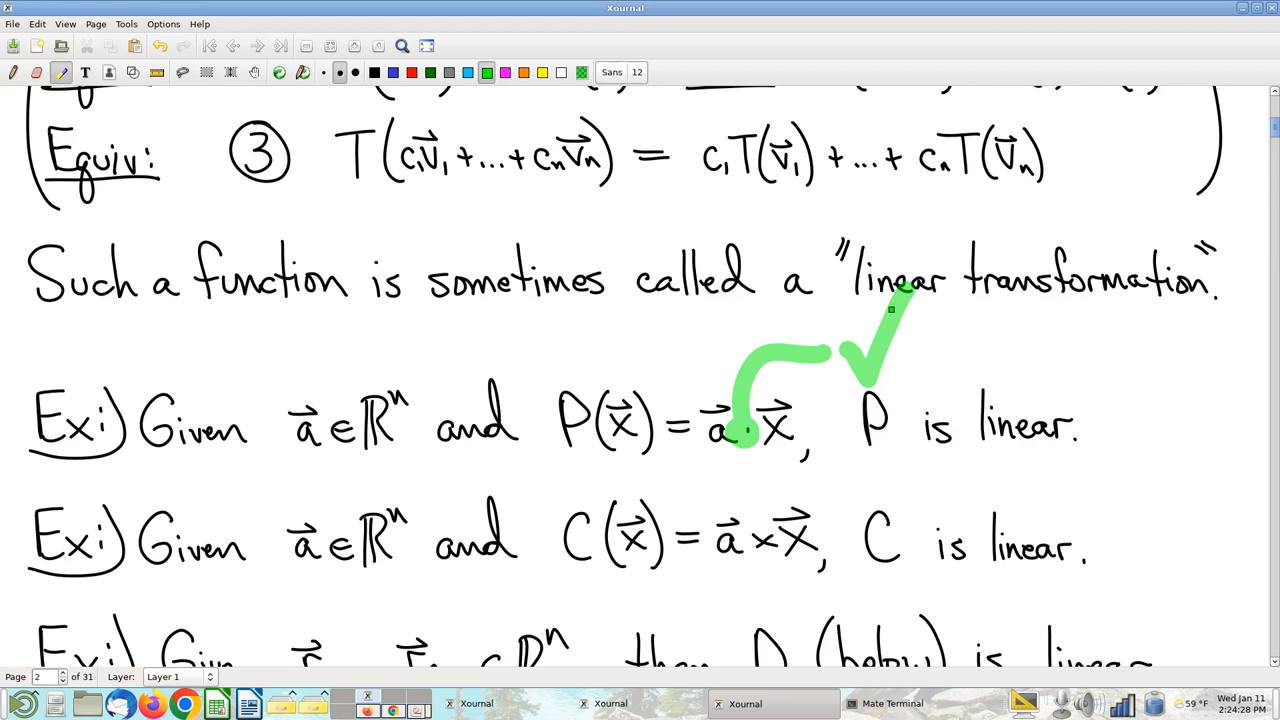 Xournal
File Edit View Page Tools Options Help
Sans 12
Equiv: ③ T(c₁v⃗₁+...+cₙv⃗ₙ) = c₁T(v⃗₁)+...+cₙT(v⃗ₙ)
Such a function is sometimes called a "linear transformation".
Ex:) Given a⃗∈ℝⁿ and P(x⃗) = a⃗·x⃗, P is linear.
Ex:) Given a⃗∈ℝⁿ and C(x⃗) = a⃗×x⃗, C is linear.
Page 2 of 31 Layer: Layer 1
Xournal Xournal Xournal Mate Terminal 59 °F Wed Jan 11
2:24:28 PM